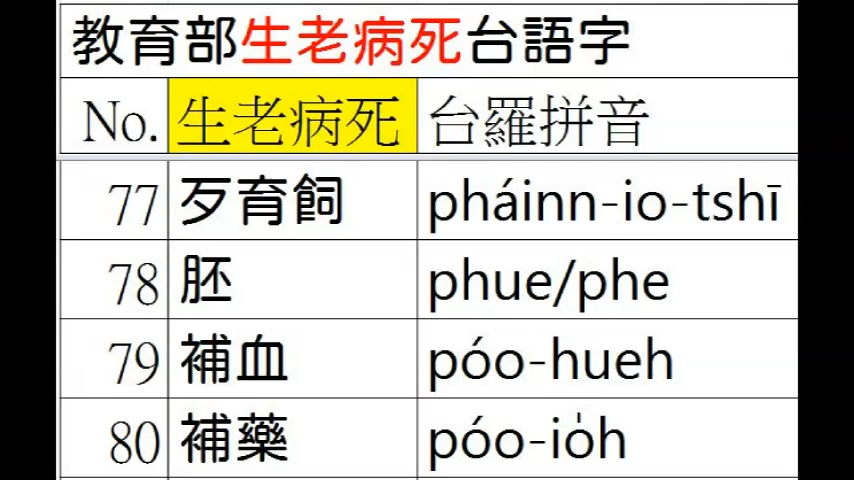 教育部生老病死台語字
No. 生老病死 台羅拼音
77 歹育飼 pháinn-io-tshī
78 胚 phue/phe
79 補血 póo-hueh
80 補藥 póo-io̍h